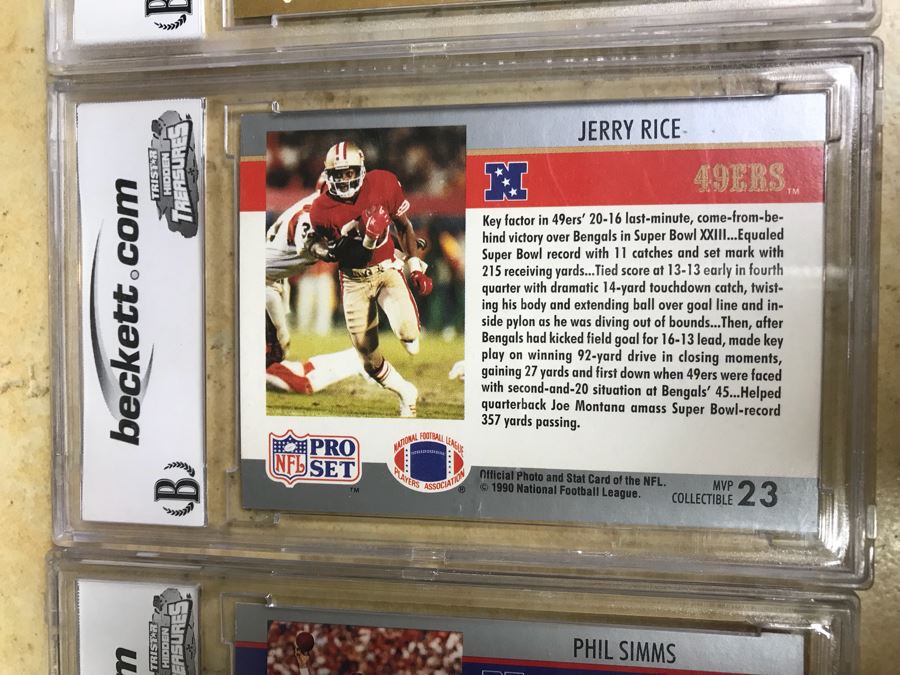 JERRY RICE
49ERS TM
Key factor in 49ers' 20-16 last-minute, come-from-be-
hind victory over Bengals in Super Bowl XXIII...Equaled
Super Bowl record with 11 catches and set mark with
215 receiving yards...Tied score at 13-13 early in fourth
quarter with dramatic 14-yard touchdown catch, twist-
ing his body and extending ball over goal line and in-
side pylon as he was diving out of bounds...Then, after
Bengals had kicked field goal for 16-13 lead, made key
play on winning 92-yard drive in closing moments,
gaining 27 yards and first down when 49ers were faced
with second-and-20 situation at Bengals' 45...Helped
quarterback Joe Montana amass Super Bowl-record
357 yards passing.
NFL
PRO
SET
TM
NATIONAL FOOTBALL LEAGUE
PLAYERS ASSOCIATION
®
Official Photo and Stat Card of the NFL.
© 1990 National Football League.
MVP
COLLECTIBLE 23
beckett.com
TRISTAR
HIDDEN
TREASURES
B
PHIL SIMMS
TRISTAR
HIDDEN
TREASURES